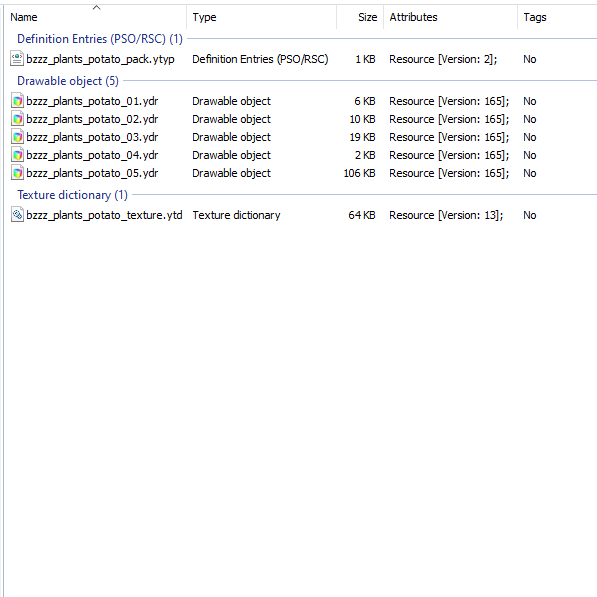 Name Type Size Attributes Tags
Definition Entries (PSO/RSC) (1)
bzzz_plants_potato_pack.ytyp Definition Entries (PSO/RSC) 1 KB Resource [Version: 2]; No
Drawable object (5)
bzzz_plants_potato_01.ydr Drawable object 6 KB Resource [Version: 165]; No
bzzz_plants_potato_02.ydr Drawable object 10 KB Resource [Version: 165]; No
bzzz_plants_potato_03.ydr Drawable object 19 KB Resource [Version: 165]; No
bzzz_plants_potato_04.ydr Drawable object 2 KB Resource [Version: 165]; No
bzzz_plants_potato_05.ydr Drawable object 106 KB Resource [Version: 165]; No
Texture dictionary (1)
bzzz_plants_potato_texture.ytd Texture dictionary 64 KB Resource [Version: 13]; No